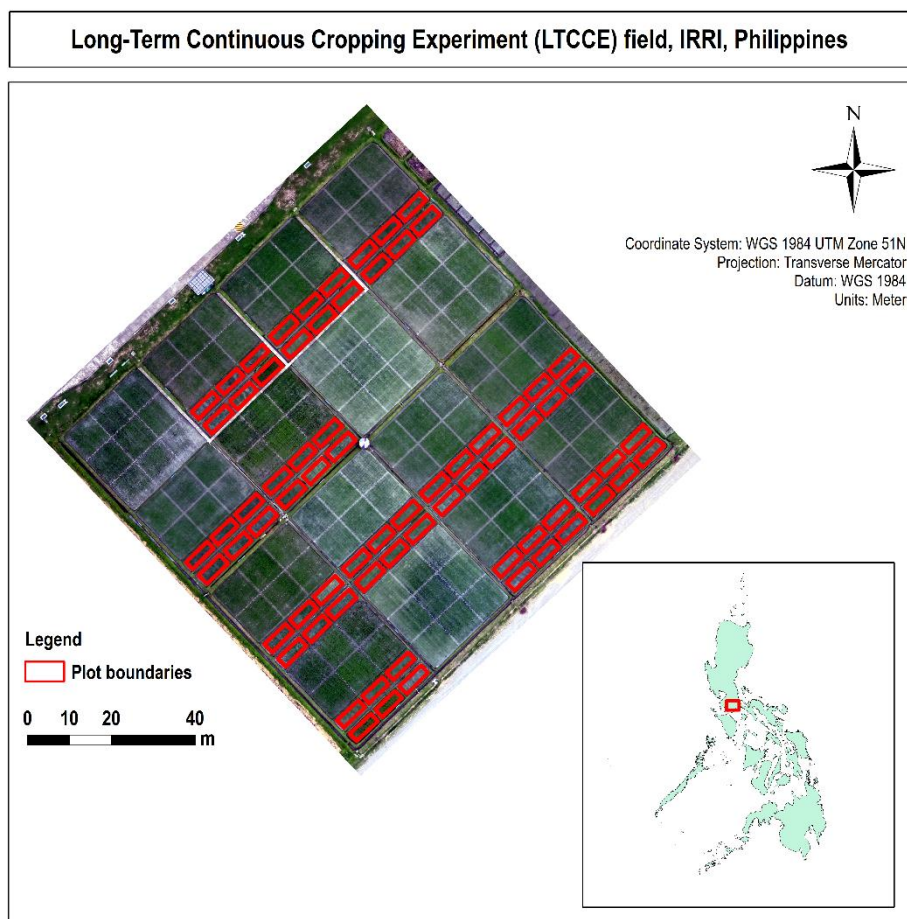 Long-Term Continuous Cropping Experiment (LTCCE) field, IRRI, Philippines
N
Coordinate System: WGS 1984 UTM Zone 51N
Projection: Transverse Mercator
Datum: WGS 1984
Units: Meter
Legend
Plot boundaries
0 10 20 40
m